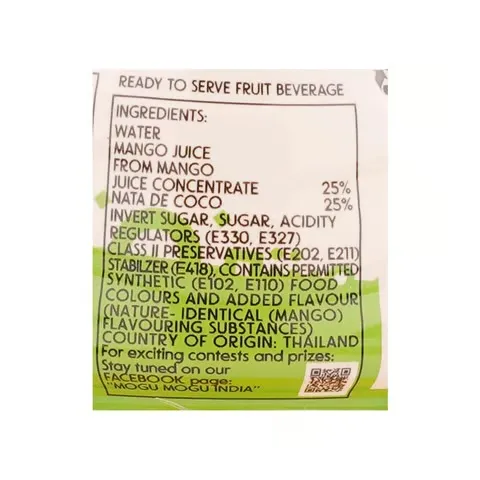 READY TO SERVE FRUIT BEVERAGE
INGREDIENTS:
WATER
MANGO JUICE
FROM MANGO
JUICE CONCENTRATE 25%
NATA DE COCO 25%
INVERT SUGAR, SUGAR, ACIDITY
REGULATORS (E330, E327)
CLASS II PRESERVATIVES (E202, E211)
STABILZER (E418), CONTAINS PERMITTED
SYNTHETIC (E102, E110) FOOD
COLOURS AND ADDED FLAVOUR
(NATURE- IDENTICAL (MANGO)
FLAVOURING SUBSTANCES)
COUNTRY OF ORIGIN: THAILAND
For exciting contests and prizes:
Stay tuned on our
FACEBOOK page:
"MOGU MOGU INDIA"